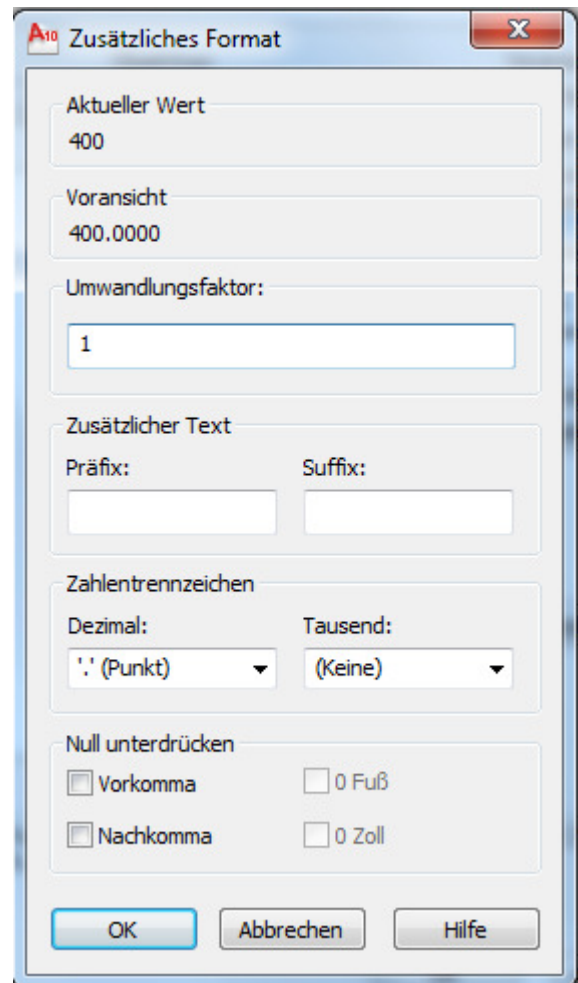 A10 Zusätzliches Format
Aktueller Wert
400
Voransicht
400.0000
Umwandlungsfaktor:
1
Zusätzlicher Text
Präfix: Suffix:
Zahlentrennzeichen
Dezimal: Tausend:
'.' (Punkt) (Keine)
Null unterdrücken
Vorkomma 0 Fuß
Nachkomma 0 Zoll
OK Abbrechen Hilfe